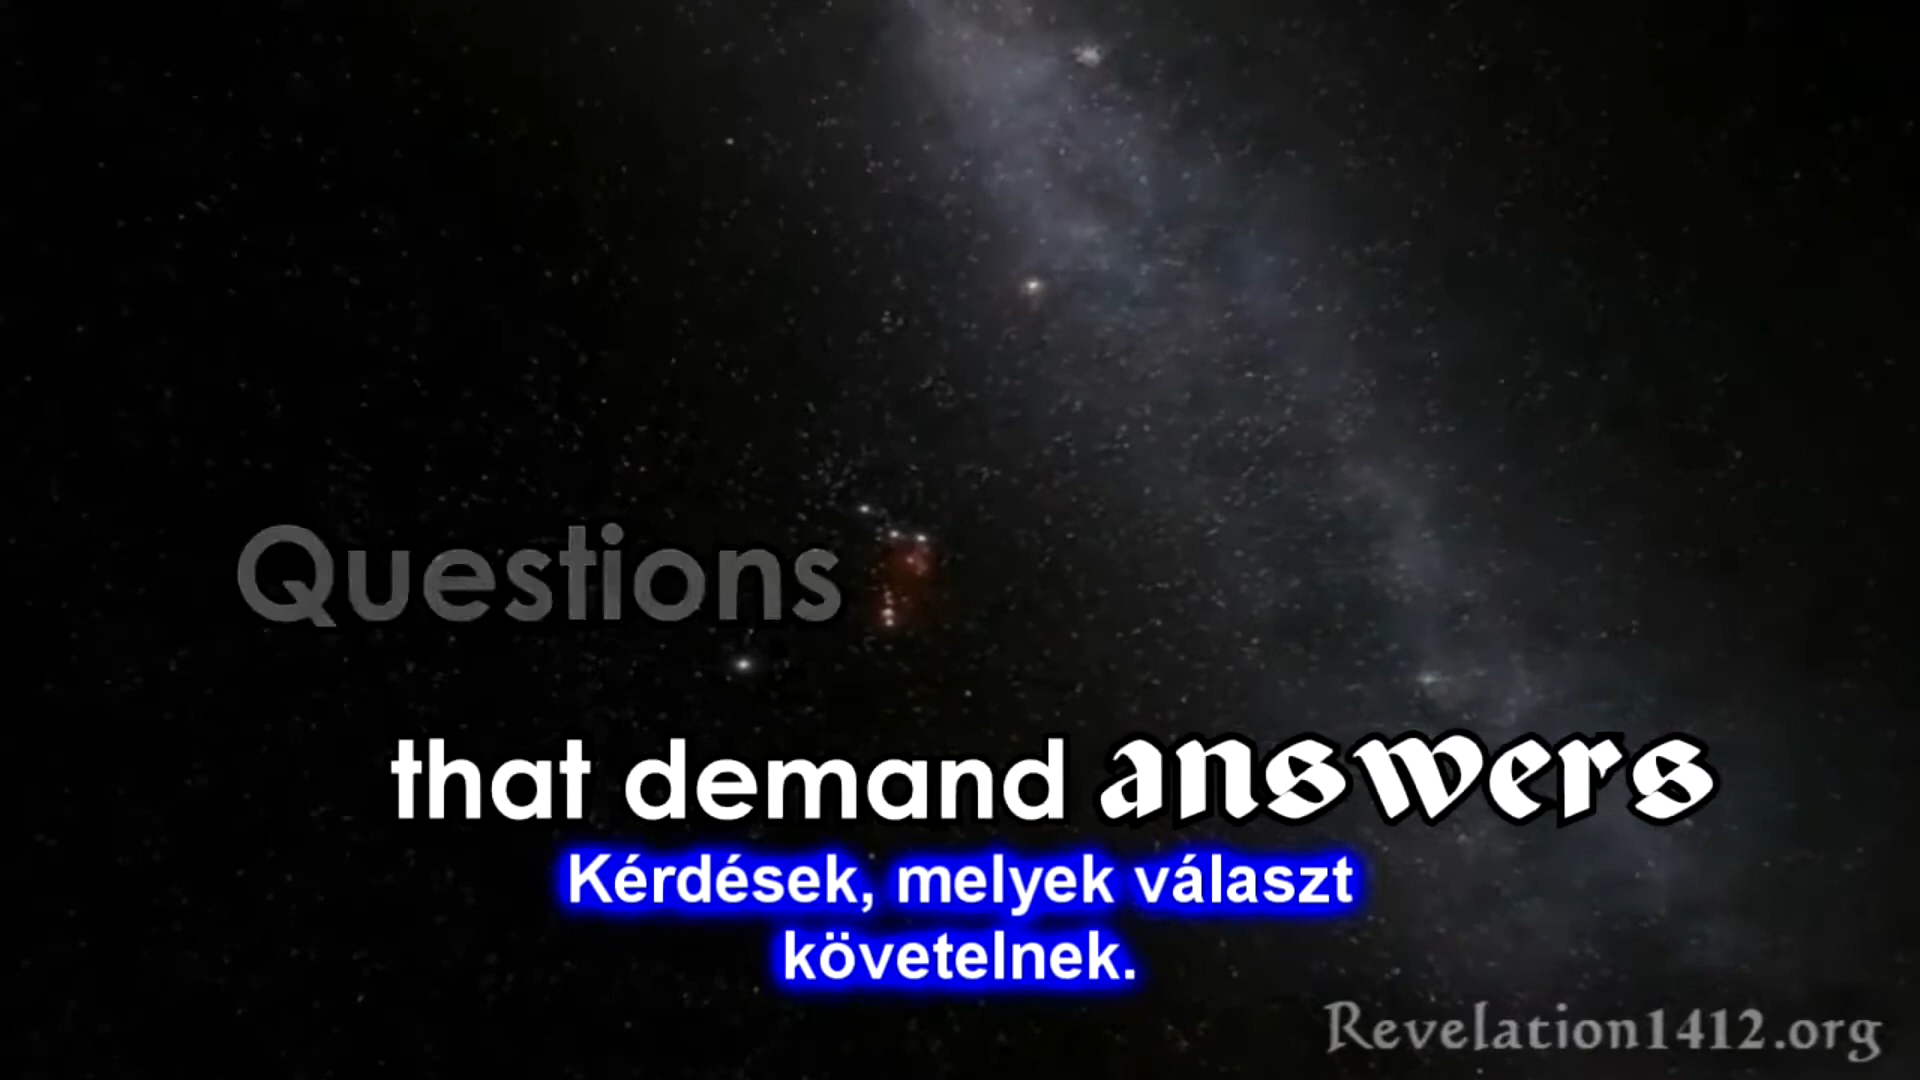 Questions
that demand answers
Kérdések, melyek választ
követelnek.
Revelation1412.org